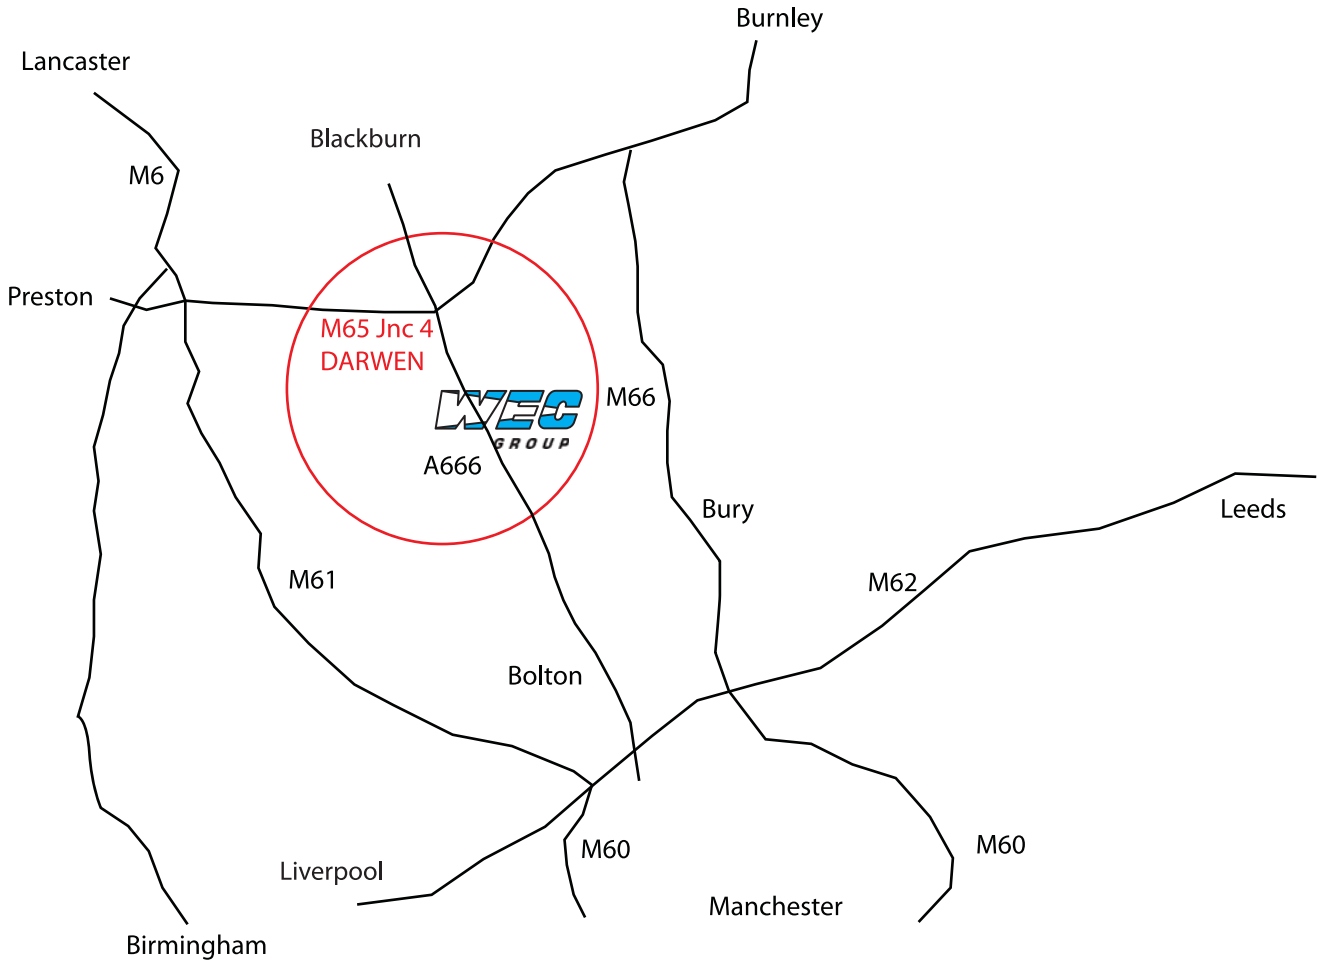 Burnley
Lancaster
Blackburn
M6
Preston
M65 Jnc 4
DARWEN
WEC
GROUP
M66
A666
Bury
Leeds
M61
M62
Bolton
M60
M60
Liverpool
Manchester
Birmingham